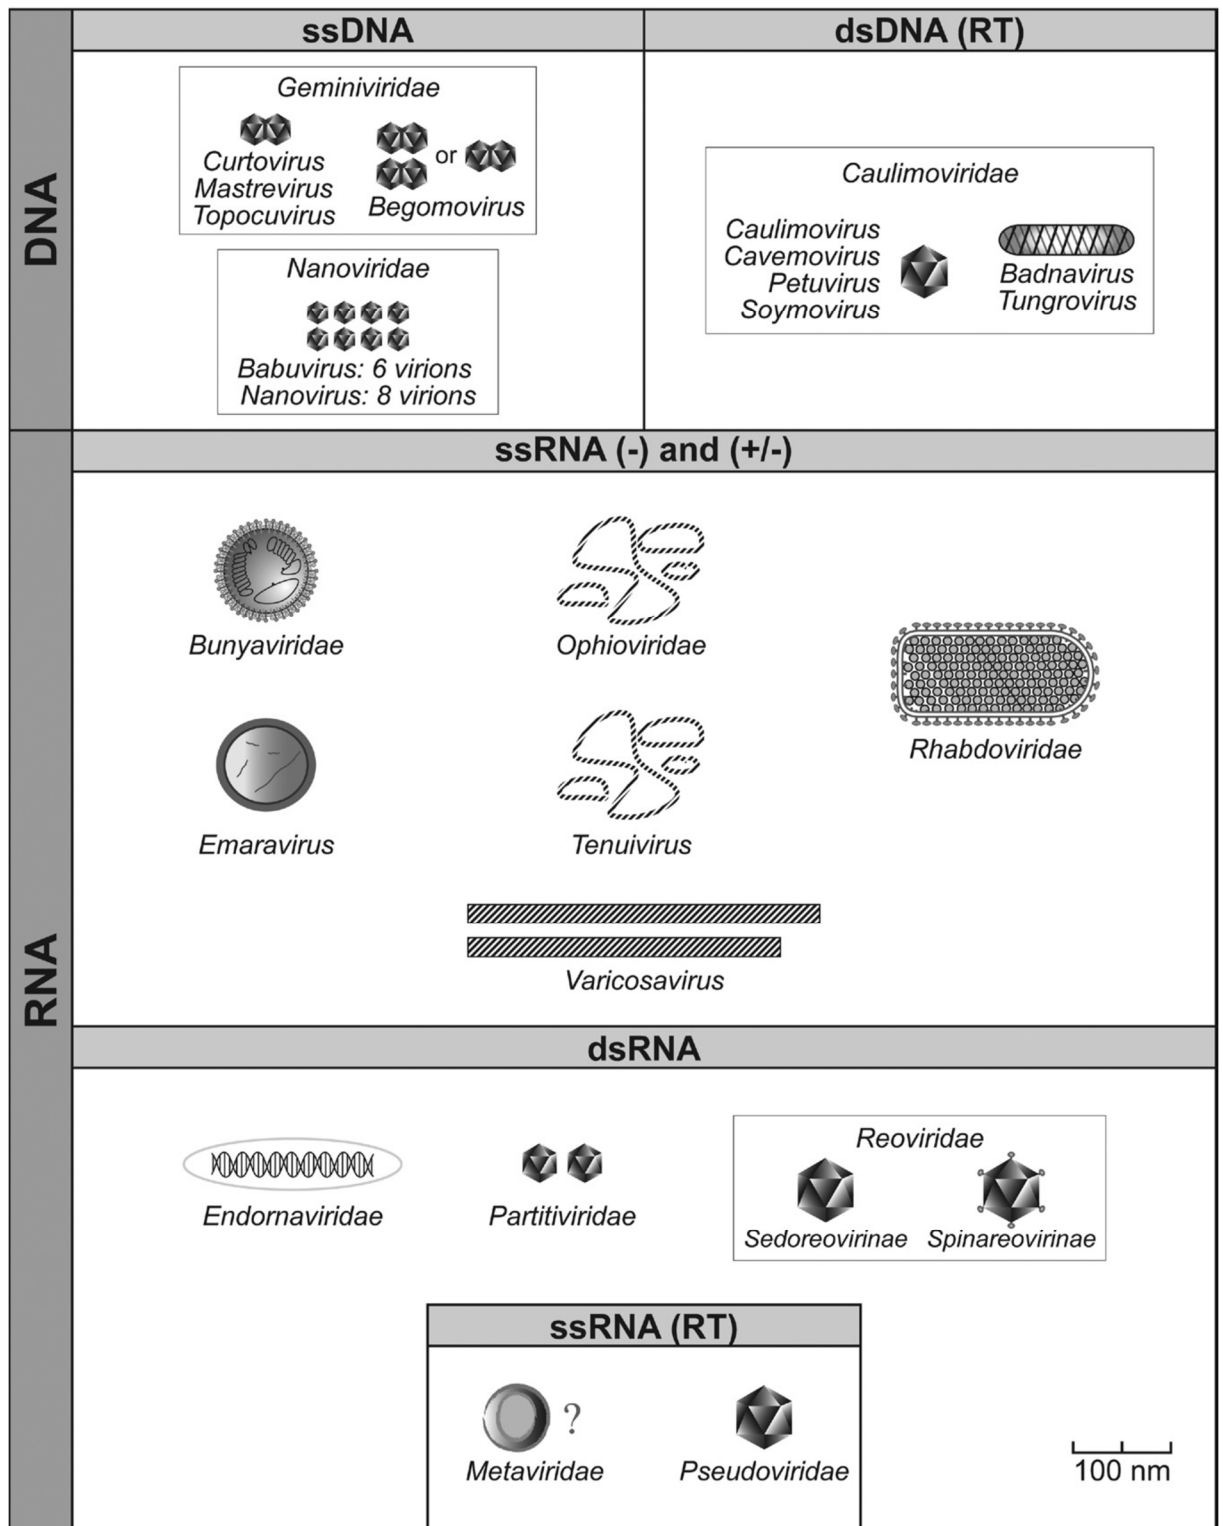 ssDNA
dsDNA (RT)
DNA
Geminiviridae
Curtovirus
Mastrevirus
Topocuvirus
or
Begomovirus
Nanoviridae
Babuvirus: 6 virions
Nanovirus: 8 virions
Caulimoviridae
Caulimovirus
Cavemovirus
Petuvirus
Soymovirus
Badnavirus
Tungrovirus
RNA
ssRNA (-) and (+/-)
Bunyaviridae
Ophioviridae
Rhabdoviridae
Emaravirus
Tenuivirus
Varicosavirus
dsRNA
Endornaviridae
Partitiviridae
Reoviridae
Sedoreovirinae
Spinareovirinae
ssRNA (RT)
?
Metaviridae
Pseudoviridae
100 nm